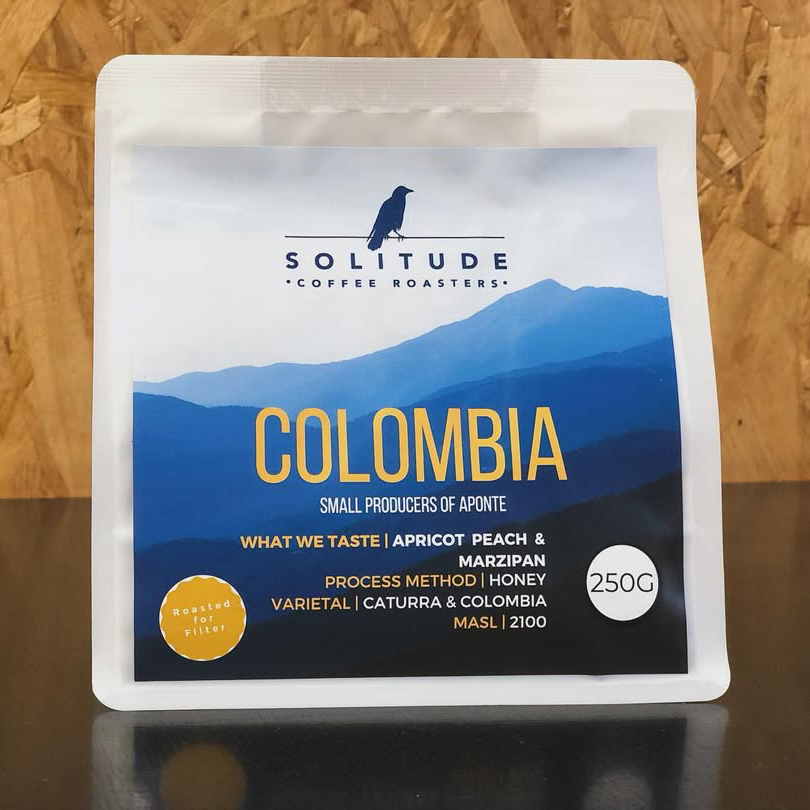 SOLITUDE
•COFFEE ROASTERS•
COLOMBIA
SMALL PRODUCERS OF APONTE
WHAT WE TASTE | APRICOT PEACH &
MARZIPAN
PROCESS METHOD | HONEY
VARIETAL | CATURRA & COLOMBIA
MASL | 2100
250G
Roasted
for
Filter